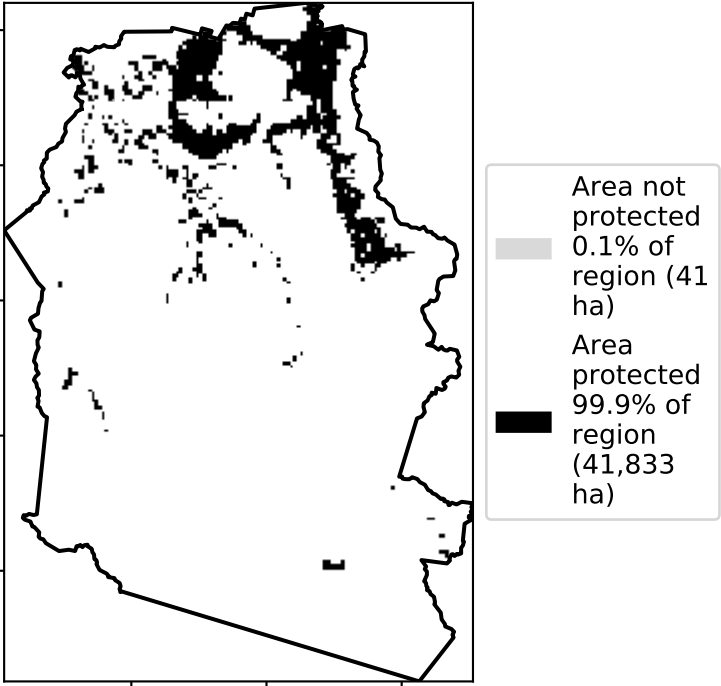 Area not
protected
0.1% of
region (41
ha)
Area
protected
99.9% of
region
(41,833
ha)